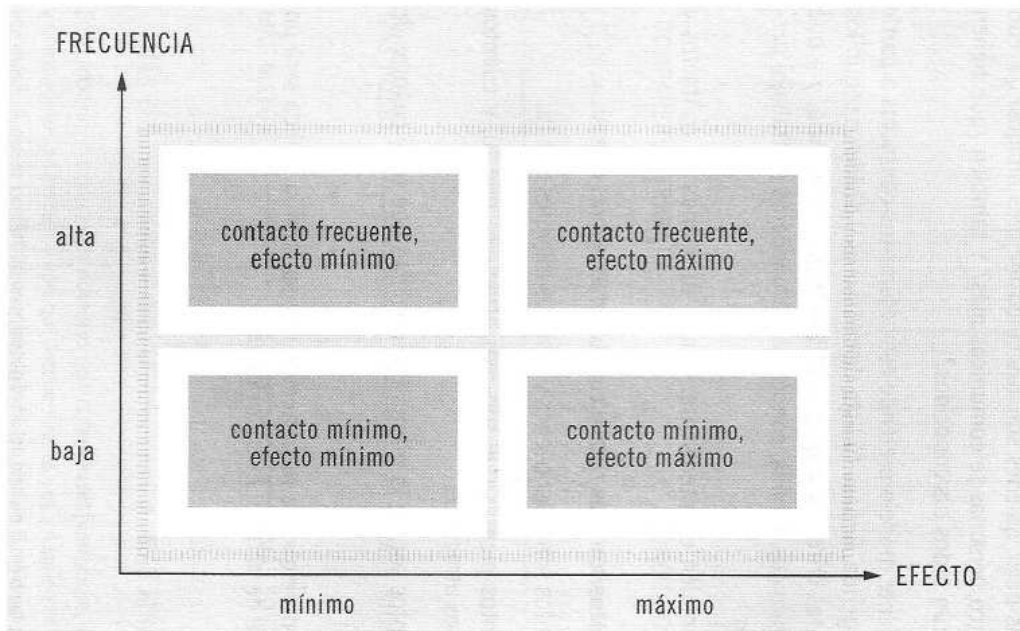 FRECUENCIA
alta
contacto frecuente,
efecto mínimo
contacto frecuente,
efecto máximo
baja
contacto mínimo,
efecto mínimo
contacto mínimo,
efecto máximo
EFECTO
mínimo
máximo